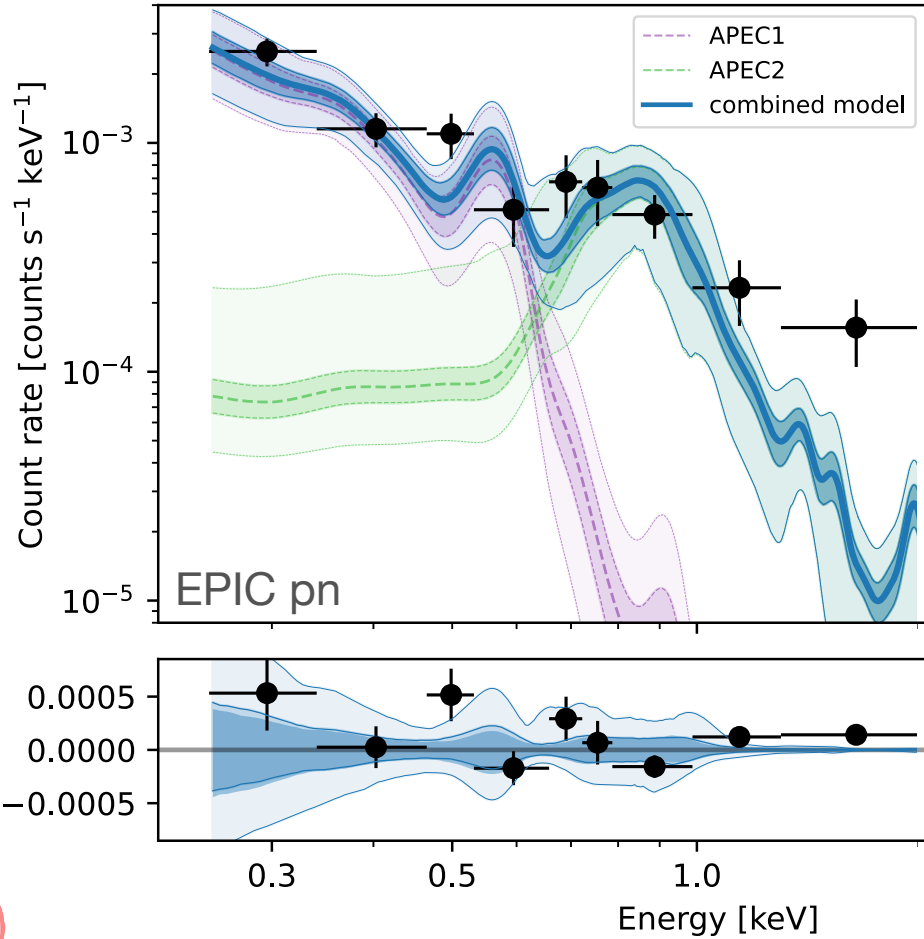 APEC1
APEC2
combined model
Count rate [counts s⁻¹ keV⁻¹]
10⁻³
10⁻⁴
10⁻⁵
EPIC pn
0.0005
0.0000
−0.0005
0.3
0.5
1.0
Energy [keV]